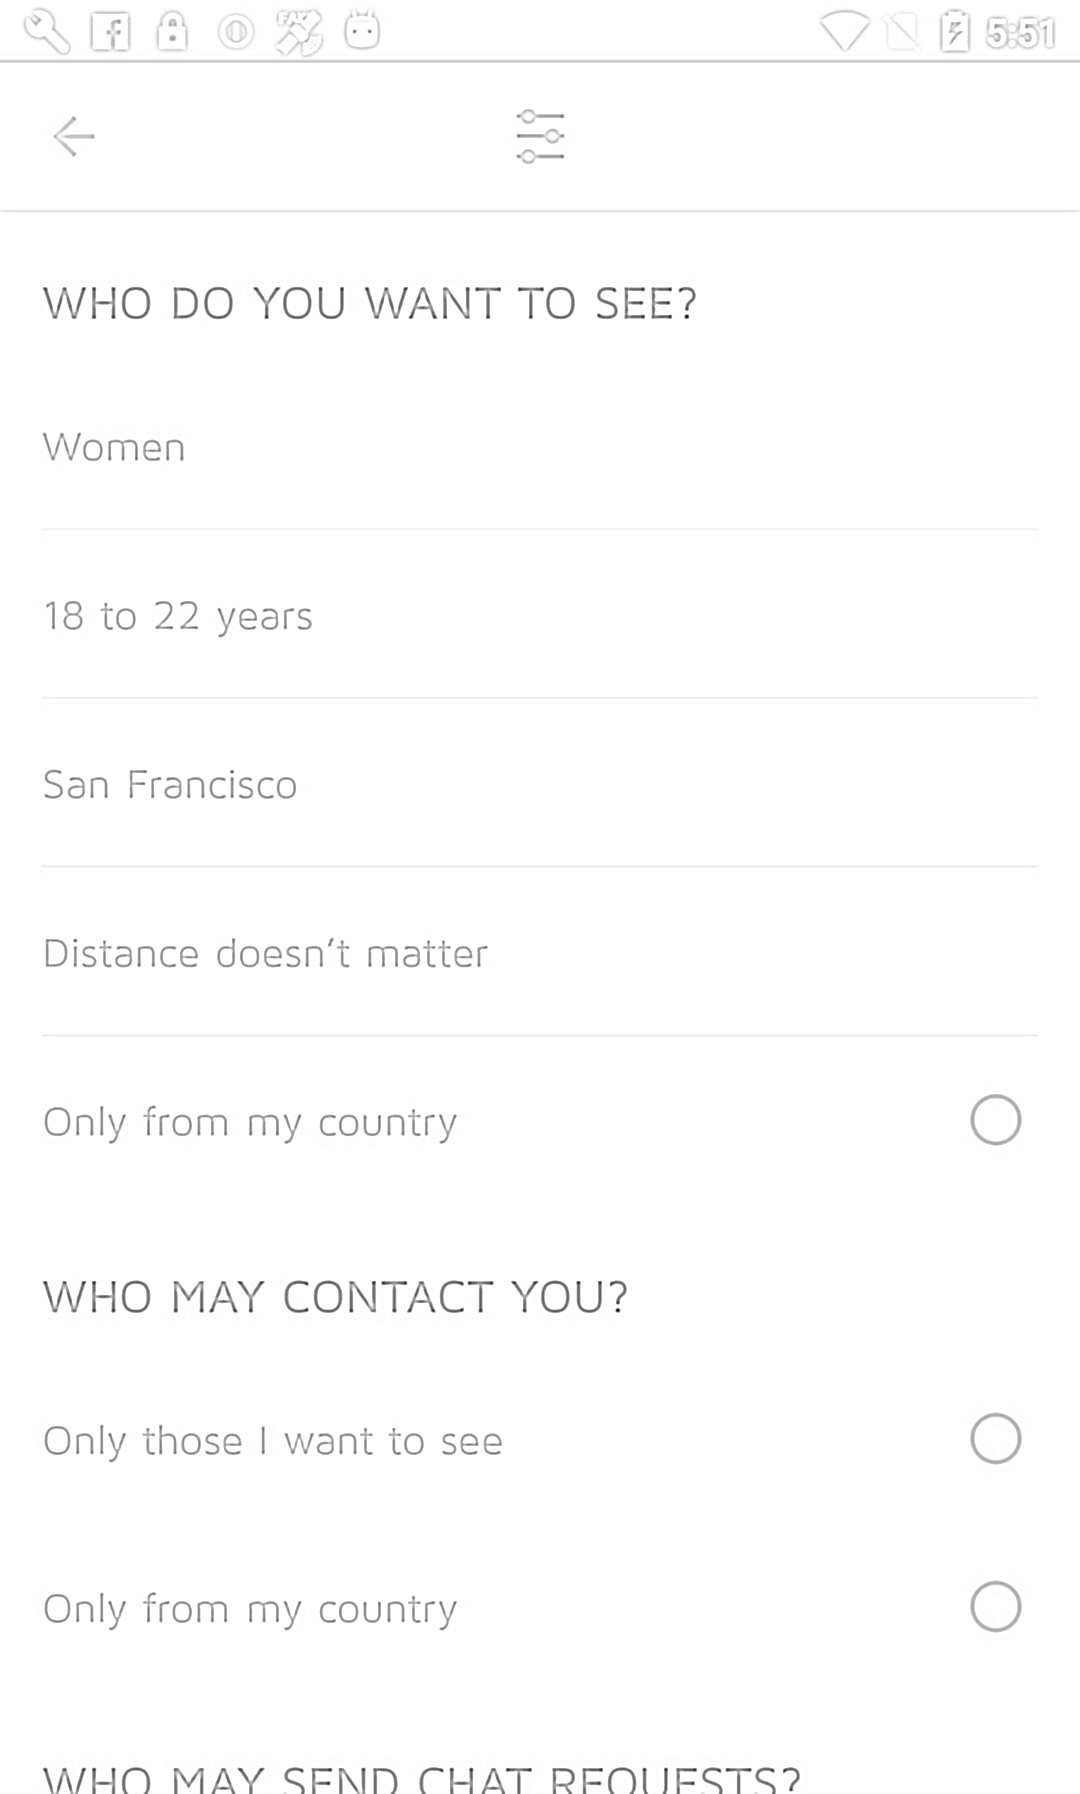 5:51
WHO DO YOU WANT TO SEE?
Women
18 to 22 years
San Francisco
Distance doesn’t matter
Only from my country
WHO MAY CONTACT YOU?
Only those I want to see
Only from my country
WHO MAY SEND CHAT REQUESTS?